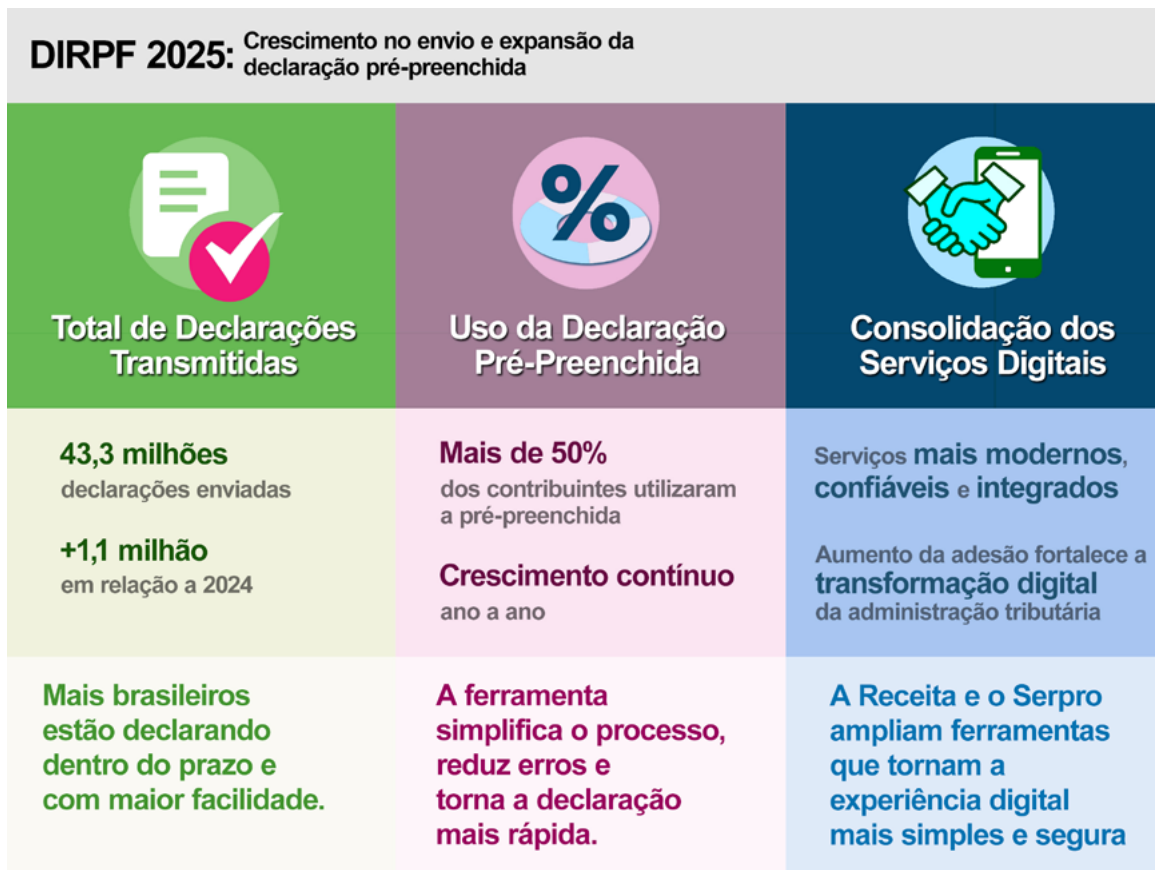 DIRPF 2025:
Crescimento no envio e expansão da
declaração pré-preenchida
Total de Declarações
Transmitidas
43,3 milhões
declarações enviadas
+1,1 milhão
em relação a 2024
Mais brasileiros
estão declarando
dentro do prazo e
com maior facilidade.
%
Uso da Declaração
Pré-Preenchida
Mais de 50%
dos contribuintes utilizaram
a pré-preenchida
Crescimento contínuo
ano a ano
A ferramenta
simplifica o processo,
reduz erros e
torna a declaração
mais rápida.
Consolidação dos
Serviços Digitais
Serviços mais modernos,
confiáveis e integrados
Aumento da adesão fortalece a
transformação digital
da administração tributária
A Receita e o Serpro
ampliam ferramentas
que tornam a
experiência digital
mais simples e segura